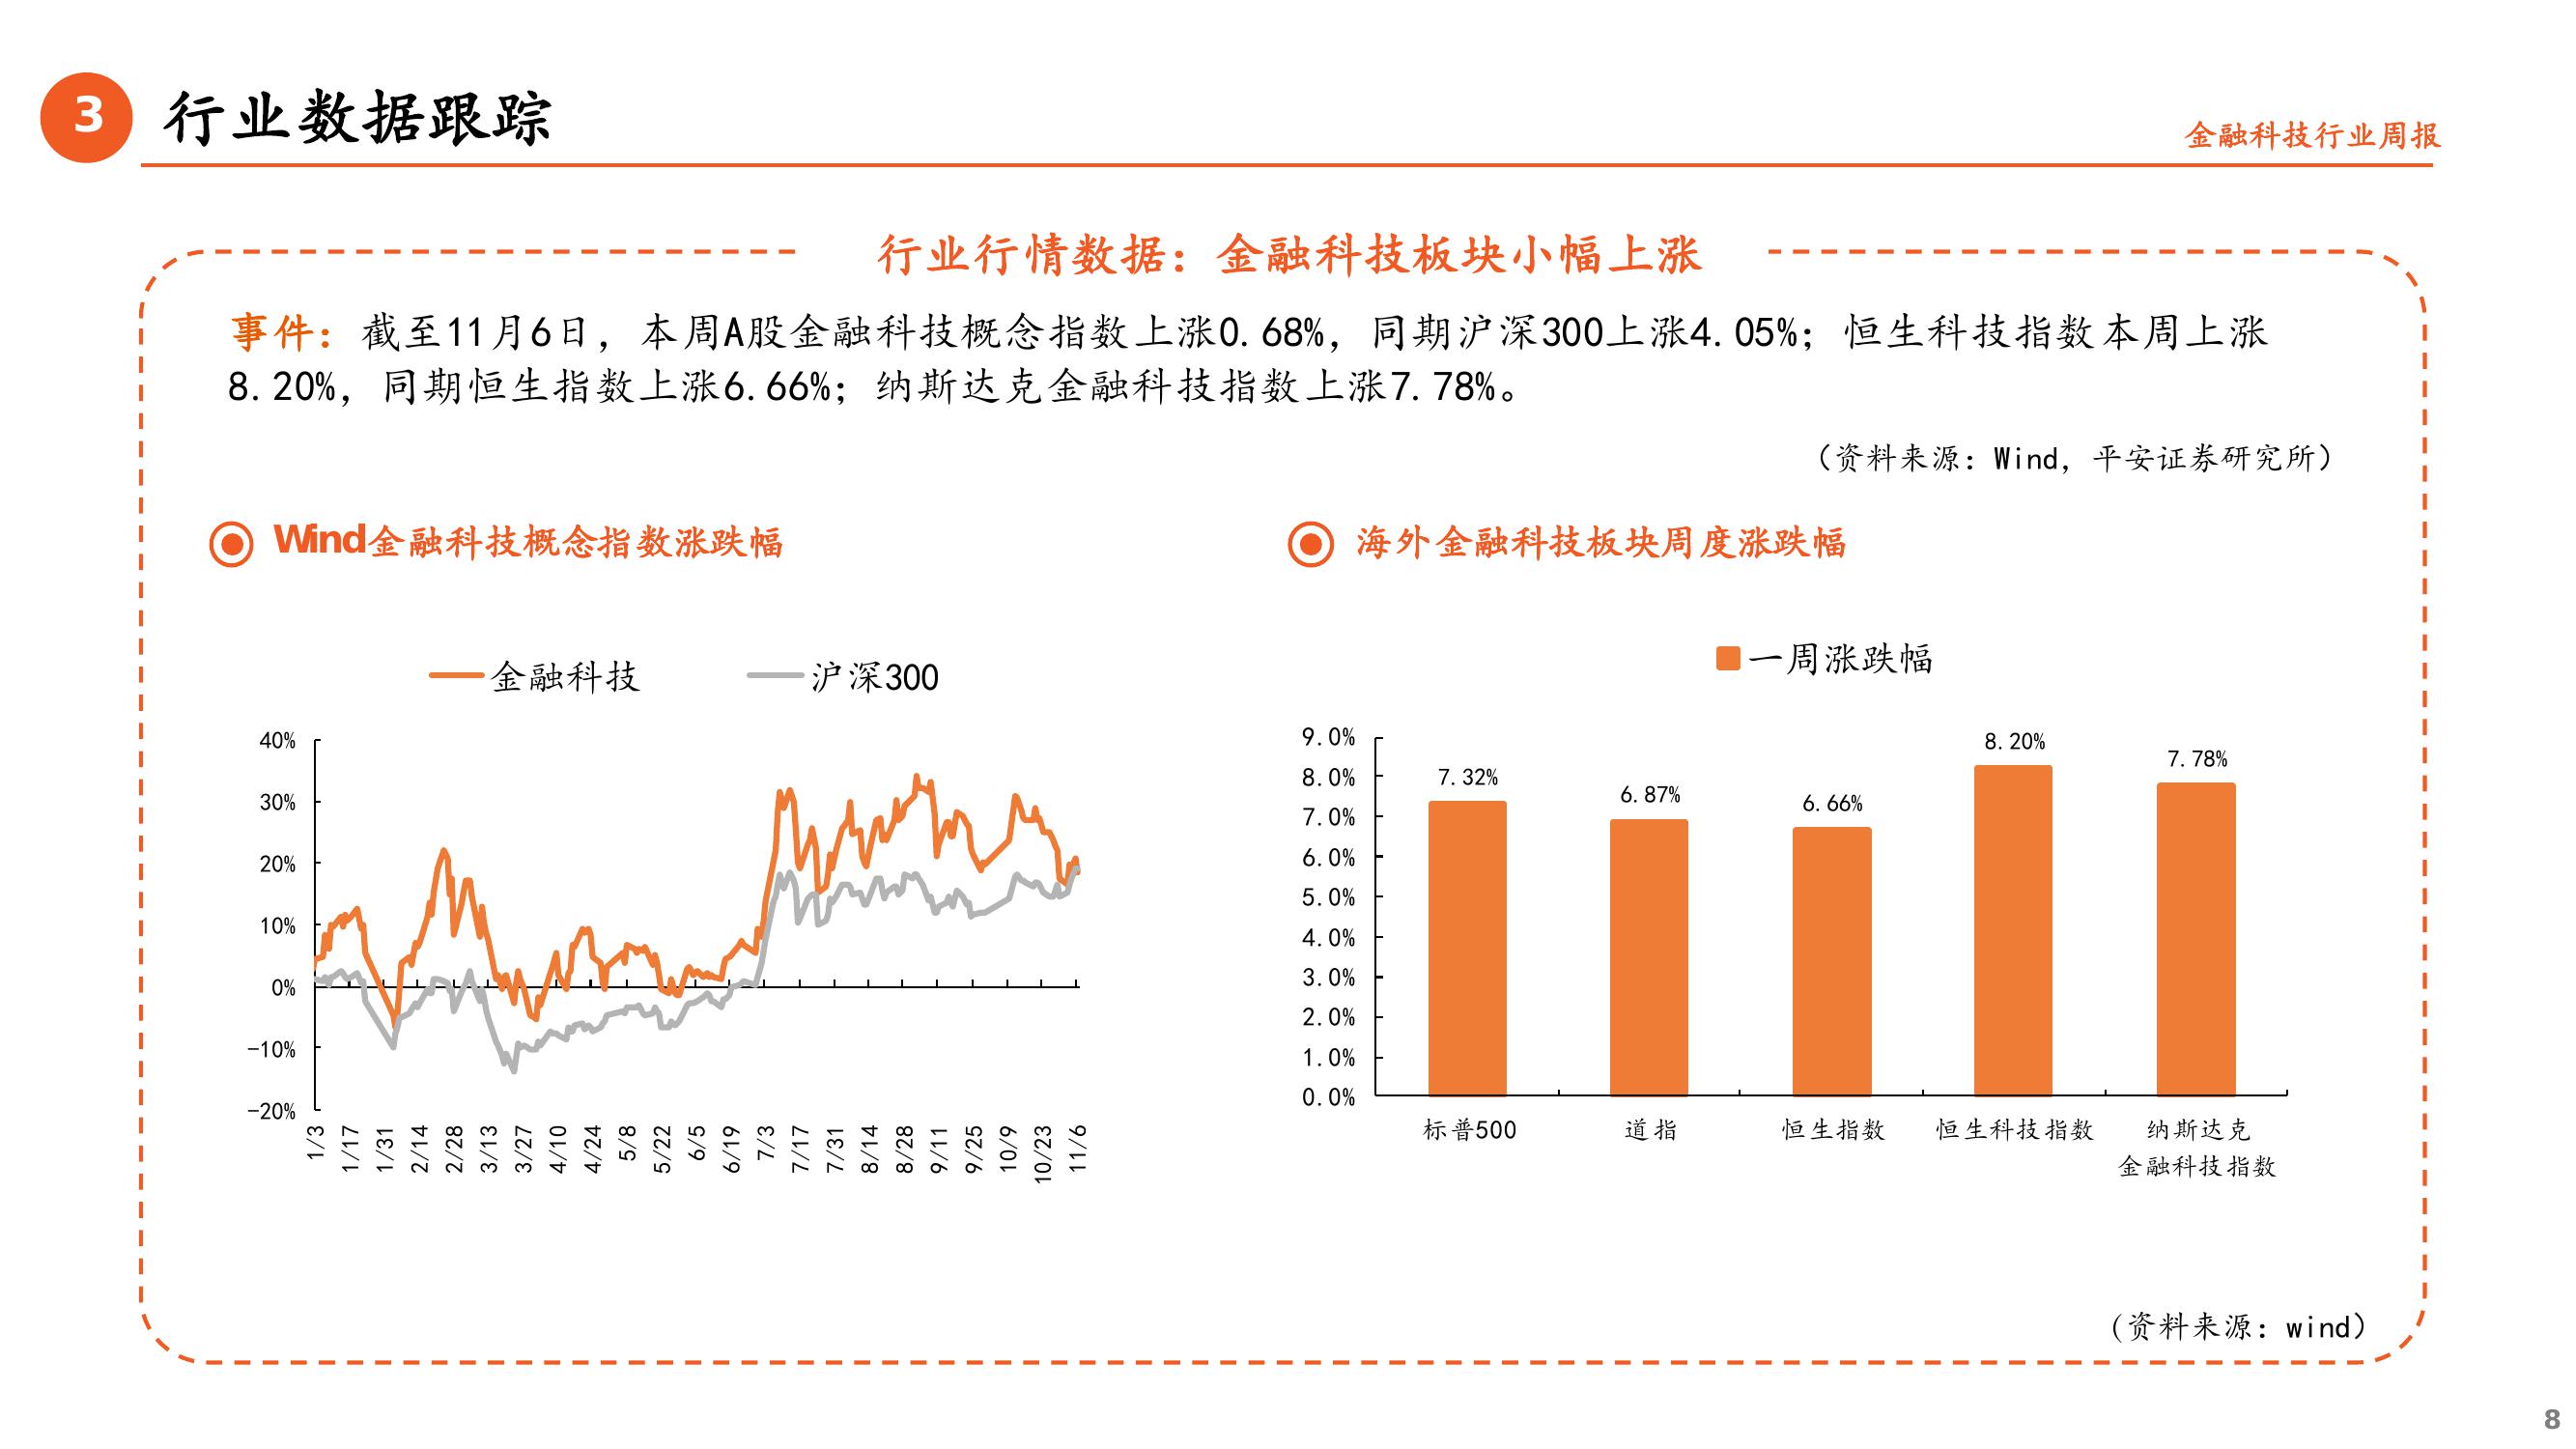 3
行业数据跟踪
金融科技行业周报
行业行情数据：金融科技板块小幅上涨
事件：截至11月6日，本周A股金融科技概念指数上涨0.68%，同期沪深300上涨4.05%；恒生科技指数本周上涨
8.20%，同期恒生指数上涨6.66%；纳斯达克金融科技指数上涨7.78%。
（资料来源：Wind，平安证券研究所）
Wind金融科技概念指数涨跌幅
金融科技
沪深300
40%
30%
20%
10%
0%
-10%
-20%
1/3
1/17
1/31
2/14
2/28
3/13
3/27
4/10
4/24
5/8
5/22
6/5
6/19
7/3
7/17
7/31
8/14
8/28
9/11
9/25
10/9
10/23
11/6
海外金融科技板块周度涨跌幅
一周涨跌幅
9.0%
8.0%
7.0%
6.0%
5.0%
4.0%
3.0%
2.0%
1.0%
0.0%
7.32%
6.87%
6.66%
8.20%
7.78%
标普500
道指
恒生指数
恒生科技指数
纳斯达克
金融科技指数
（资料来源：wind）
8